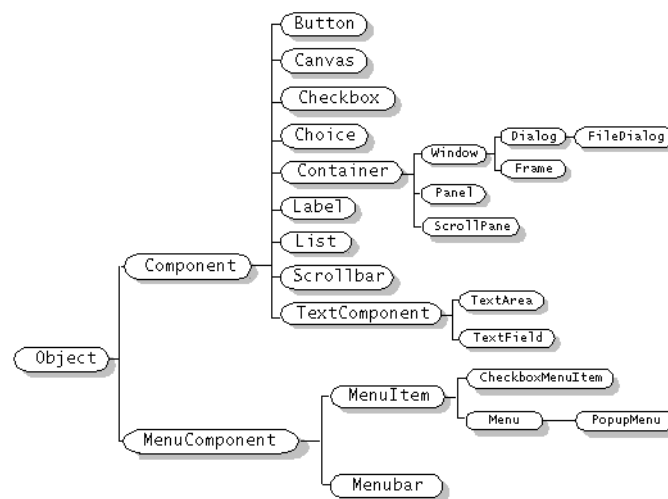 Button
Canvas
Checkbox
Choice
Container
Window
Dialog
FileDialog
Frame
Panel
ScrollPane
Label
List
Component
Scrollbar
TextComponent
TextArea
TextField
Object
MenuComponent
MenuItem
CheckboxMenuItem
Menu
PopupMenu
Menubar